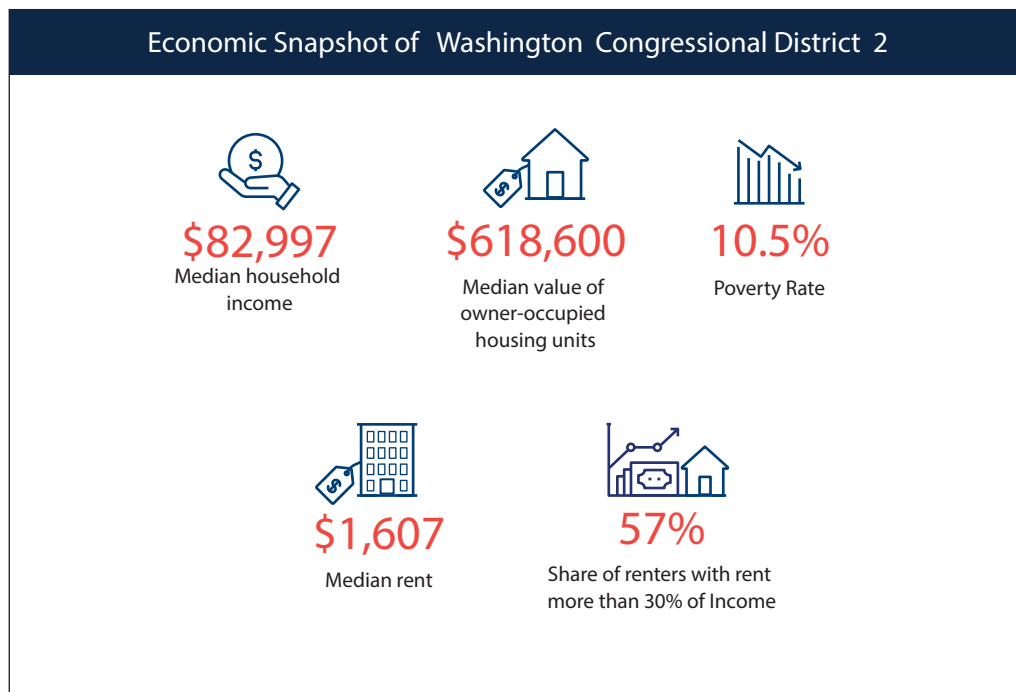 Economic Snapshot of Washington Congressional District 2
$
$82,997
Median household
income
$
$618,600
Median value of
owner-occupied
housing units
10.5%
Poverty Rate
$
$1,607
Median rent
57%
Share of renters with rent
more than 30% of Income